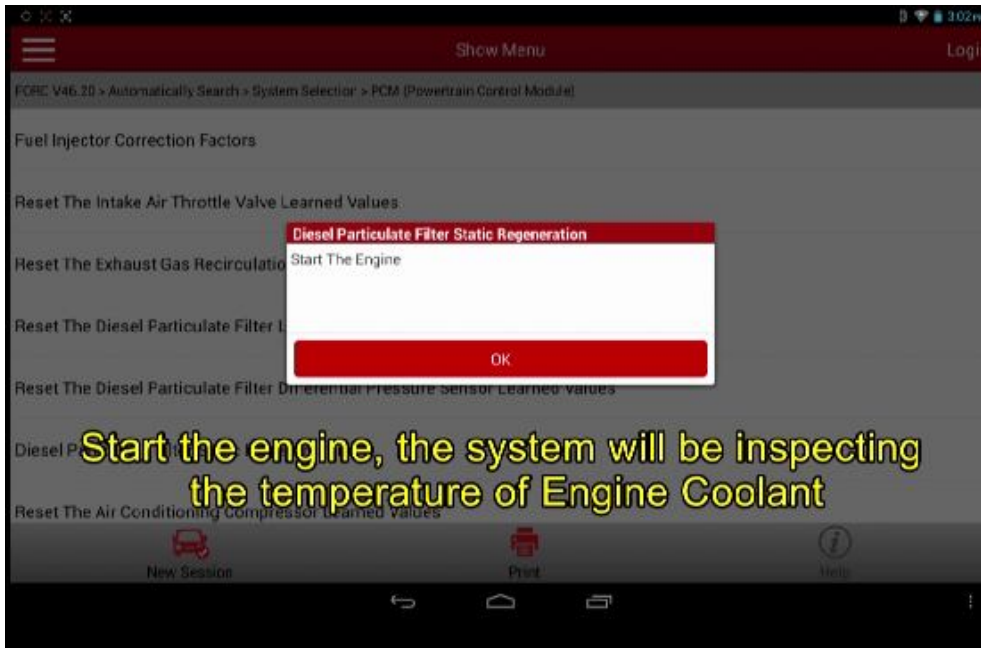 3:02
Show Menu
Logi
V46.20 > Automatically Search > System Selection > PCM (Powertrain Control Module)
Fuel Injector Correction Factors
Reset The Intake Air Throttle Valve Learned Values
Diesel Particulate Filter Static Regeneration
Reset The Exhaust Gas Recirculatio
Start The Engine
Reset The Diesel Particulate Filter L
OK
Reset The Diesel Particulate Filter Differential Pressure Sensor Learned Values
Diesel P
Start the engine, the system will be inspecting
the temperature of Engine Coolant
Reset The Air Conditioning Compressor Learned Values
New Session
Print
Help